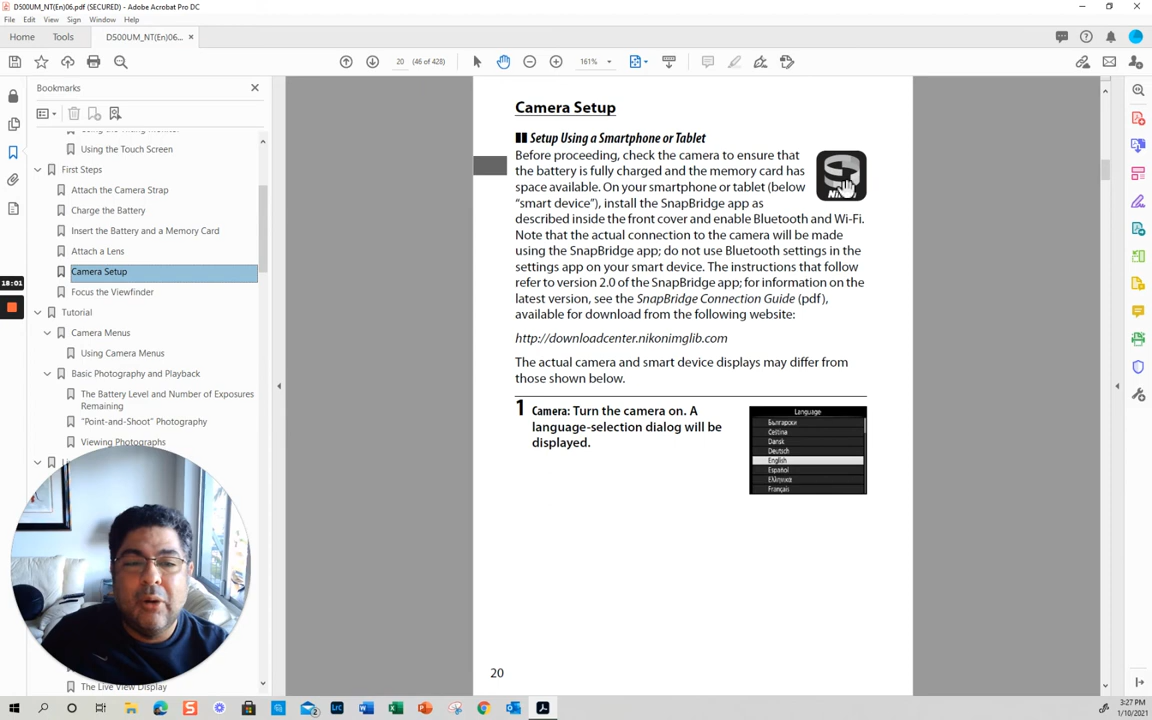 D500UM_NT(En)06.pdf (SECURED) - Adobe Acrobat Pro DC
File Edit View Sign Window Help
Home Tools D500UM_NT(En)06... ×
20 (46 of 428) 161%
Bookmarks
Using the Touch Screen
First Steps
Attach the Camera Strap
Charge the Battery
Insert the Battery and a Memory Card
Attach a Lens
Camera Setup
Focus the Viewfinder
Tutorial
Camera Menus
Using Camera Menus
Basic Photography and Playback
The Battery Level and Number of Exposures
Remaining
“Point-and-Shoot” Photography
Viewing Photographs
The Live View Display
18:01
Camera Setup
Setup Using a Smartphone or Tablet
Before proceeding, check the camera to ensure that
the battery is fully charged and the memory card has
space available. On your smartphone or tablet (below
“smart device”), install the SnapBridge app as
described inside the front cover and enable Bluetooth and Wi-Fi.
Note that the actual connection to the camera will be made
using the SnapBridge app; do not use Bluetooth settings in the
settings app on your smart device. The instructions that follow
refer to version 2.0 of the SnapBridge app; for information on the
latest version, see the SnapBridge Connection Guide (pdf),
available for download from the following website:
http://downloadcenter.nikonimglib.com
The actual camera and smart device displays may differ from
those shown below.
1 Camera: Turn the camera on. A
language-selection dialog will be
displayed.
Language
Български
Čeština
Dansk
Deutsch
English
Español
Ελληνικά
Français
20
Lrc
3:27 PM
1/10/2021